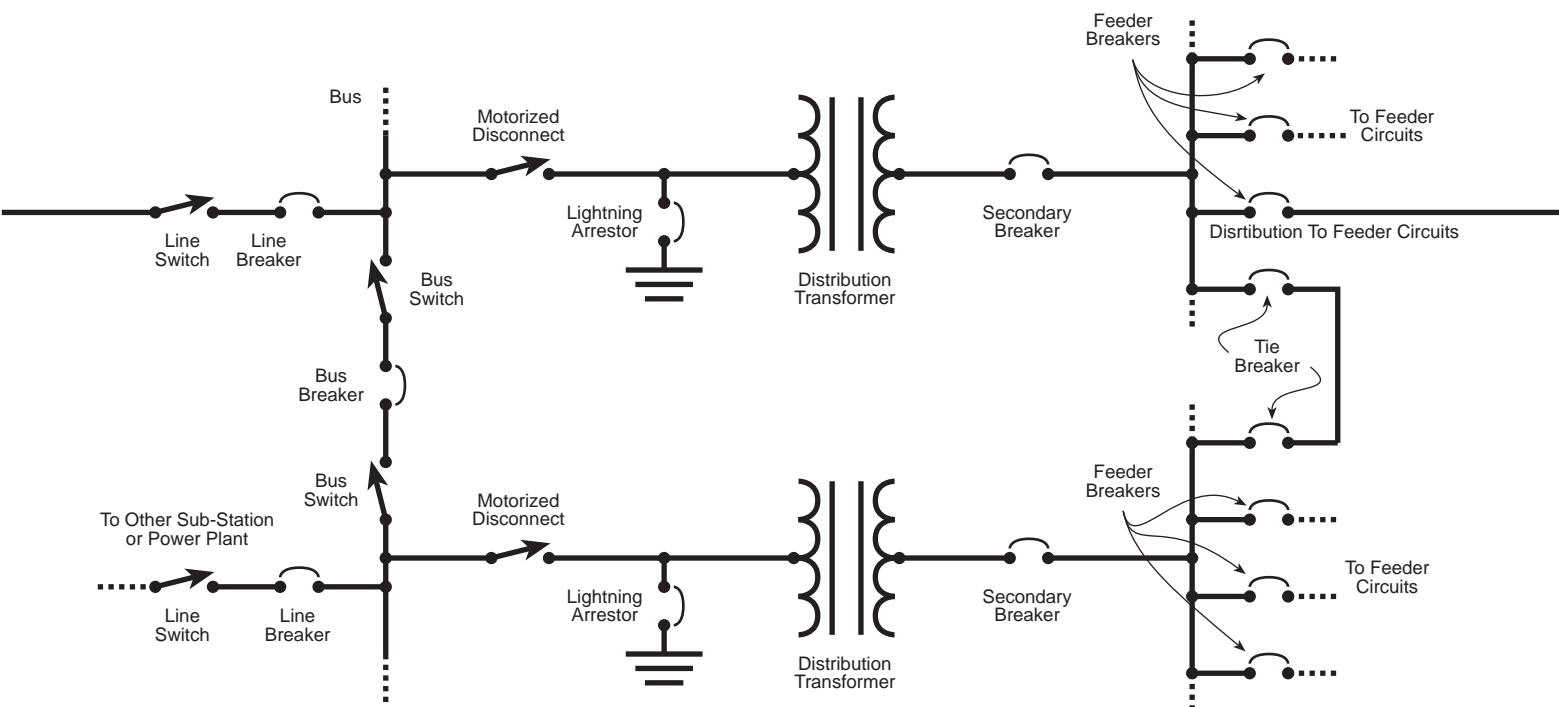 Feeder
Breakers
Bus
Motorized
Disconnect
To Feeder
Circuits
Line
Switch
Line
Breaker
Lightning
Arrestor
Secondary
Breaker
Disrtibution To Feeder Circuits
Bus
Switch
Distribution
Transformer
Tie
Breaker
Bus
Breaker
Bus
Switch
Motorized
Disconnect
Feeder
Breakers
To Other Sub-Station
or Power Plant
Line
Switch
Line
Breaker
Lightning
Arrestor
Secondary
Breaker
To Feeder
Circuits
Distribution
Transformer